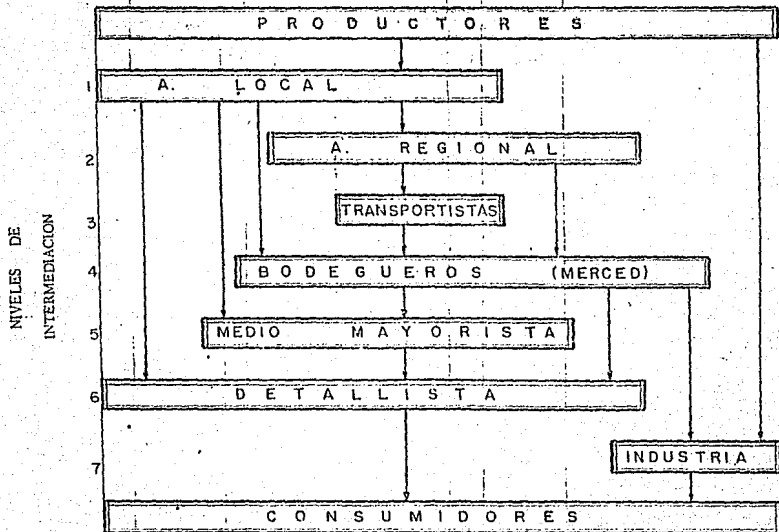 PRODUCTORES
1 A. LOCAL
2 A. REGIONAL
3 TRANSPORTISTAS
4 BODEGUEROS (MERCED)
5 MEDIO MAYORISTA
6 DETALLISTA
INDUSTRIA
7
CONSUMIDORES
NIVELES DE
INTERMEDIACION